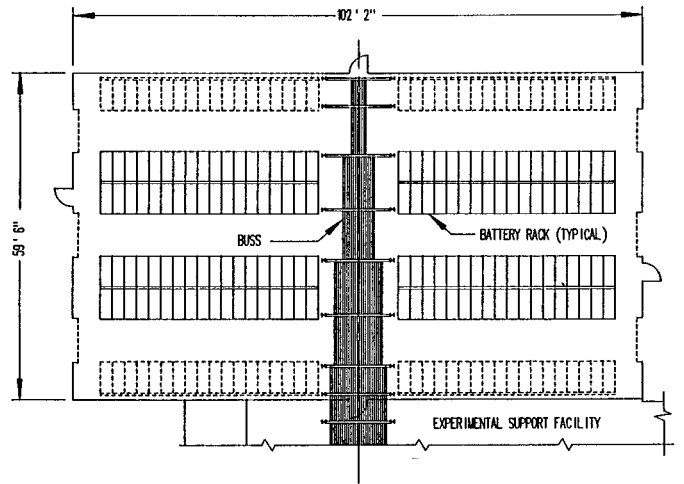 102' 2"
59' 6"
BUSS
BATTERY RACK (TYPICAL)
EXPERIMENTAL SUPPORT FACILITY